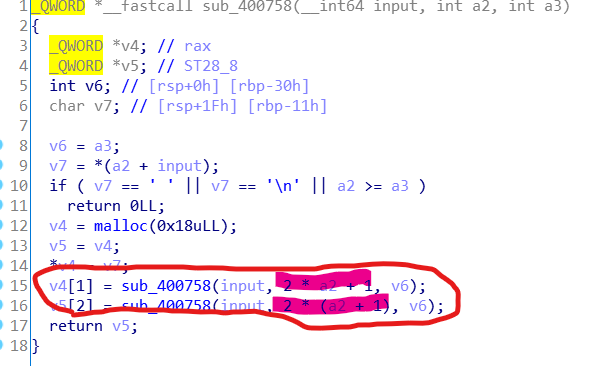 1 _QWORD *__fastcall sub_400758(__int64 input, int a2, int a3)
2 {
3 _QWORD *v4; // rax
4 _QWORD *v5; // ST28_8
5 int v6; // [rsp+0h] [rbp-30h]
6 char v7; // [rsp+1Fh] [rbp-11h]
7
8 v6 = a3;
9 v7 = *(a2 + input);
10 if ( v7 == ' ' || v7 == '\n' || a2 >= a3 )
11 return 0LL;
12 v4 = malloc(0x18uLL);
13 v5 = v4;
14 *v4 = v7;
15 v4[1] = sub_400758(input, 2 * a2 + 1, v6);
16 v5[2] = sub_400758(input, 2 * (a2 + 1), v6);
17 return v5;
18 }